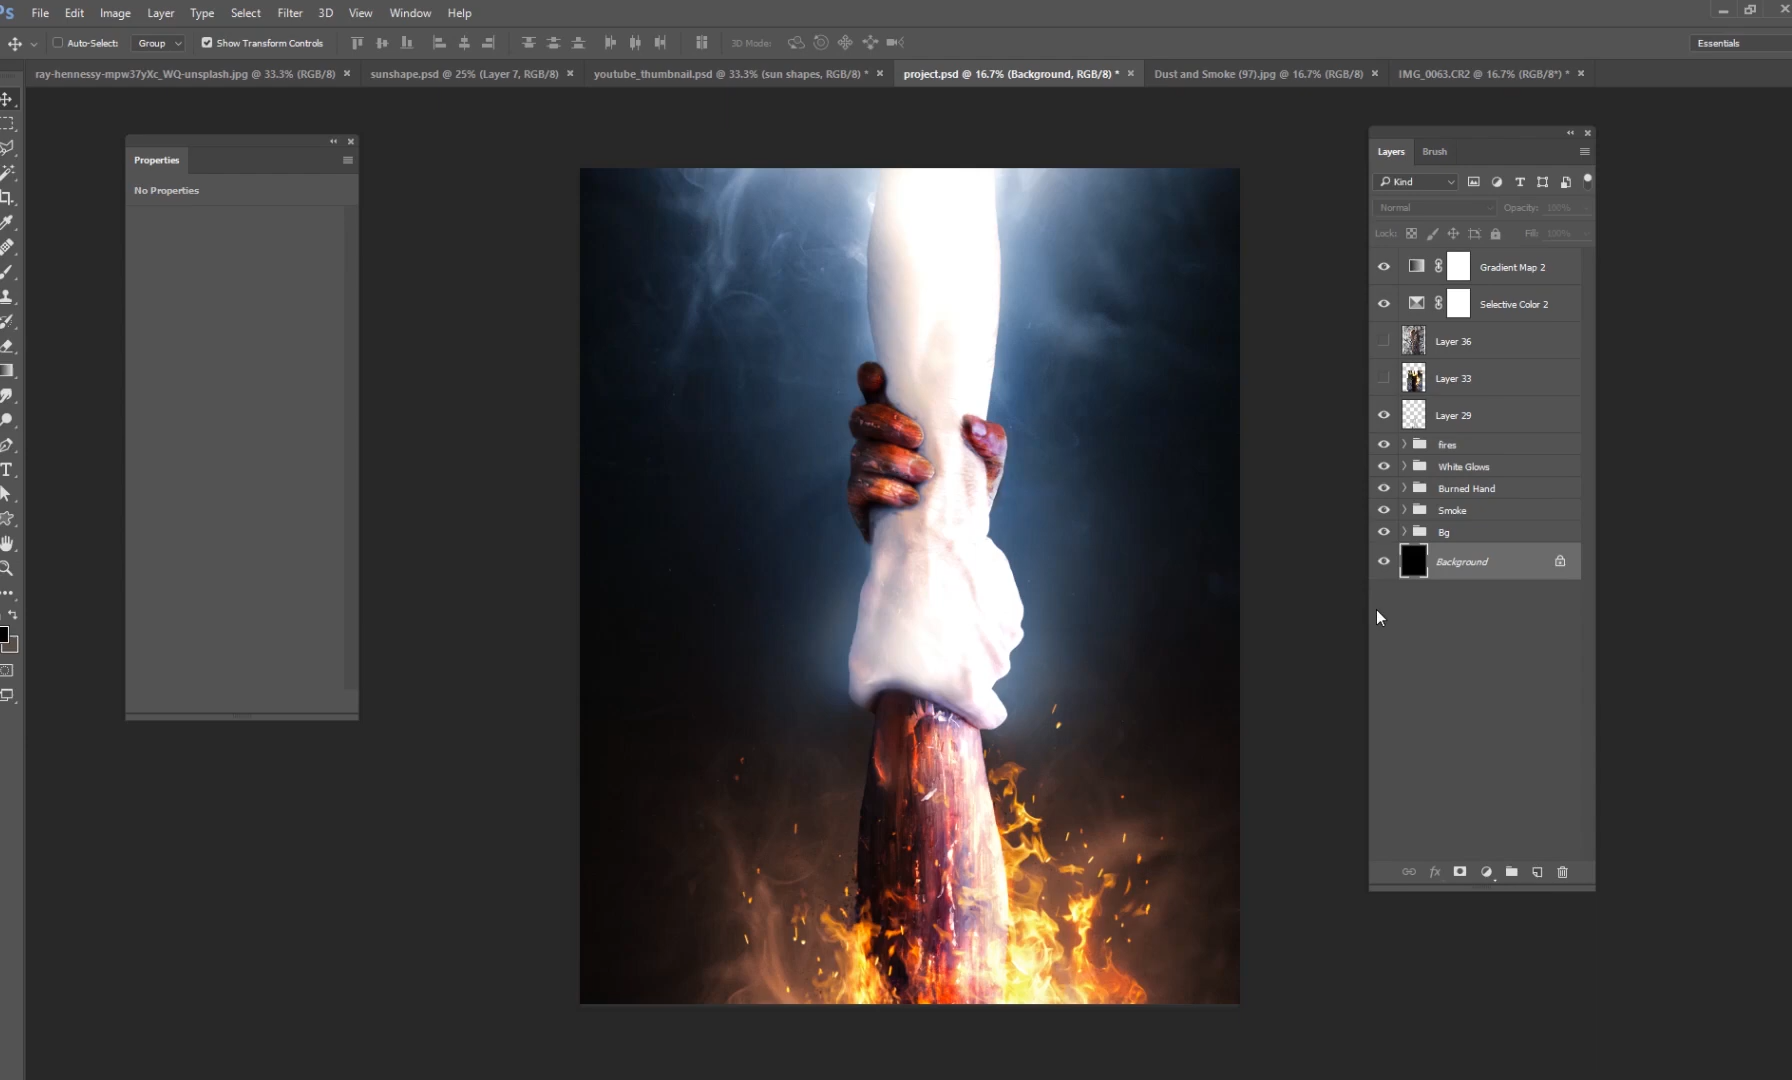 PS File Edit Image Layer Type Select Filter 3D View Window Help
Auto-Select: Group Show Transform Controls 3D Mode: Essentials
ray-hennessy-mpw37yXc_WQ-unsplash.jpg @ 33.3% (RGB/8) sunshape.psd @ 25% (Layer 7, RGB/8) youtube_thumbnail.psd @ 33.3% (sun shapes, RGB/8) * project.psd @ 16.7% (Background, RGB/8) * Dust and Smoke (97).jpg @ 16.7% (RGB/8) IMG_0063.CR2 @ 16.7% (RGB/8*) *
Properties
No Properties
Layers Brush
Kind
Normal Opacity: 100%
Lock: Fill: 100%
Gradient Map 2
Selective Color 2
Layer 36
Layer 33
Layer 29
fires
White Glows
Burned Hand
Smoke
Bg
Background
fx